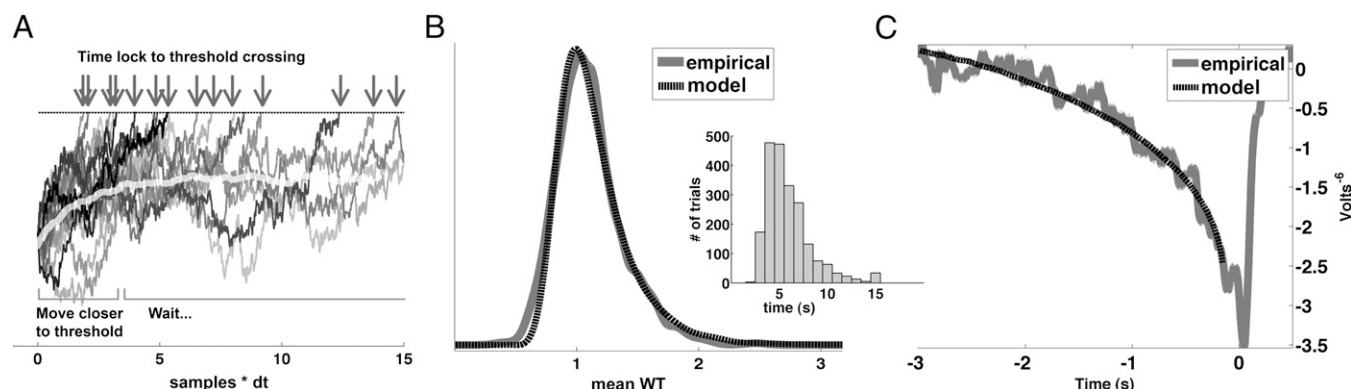 A
Time lock to threshold crossing
Move closer
to threshold
Wait...
0
5
10
15
samples * dt
B
empirical
model
500
400
300
200
100
0
# of trials
5
10
15
time (s)
1
2
3
mean WT
C
empirical
model
0
-0.5
-1
-1.5
-2
-2.5
-3
-3.5
Volts-6
-3
-2
-1
0
Time (s)